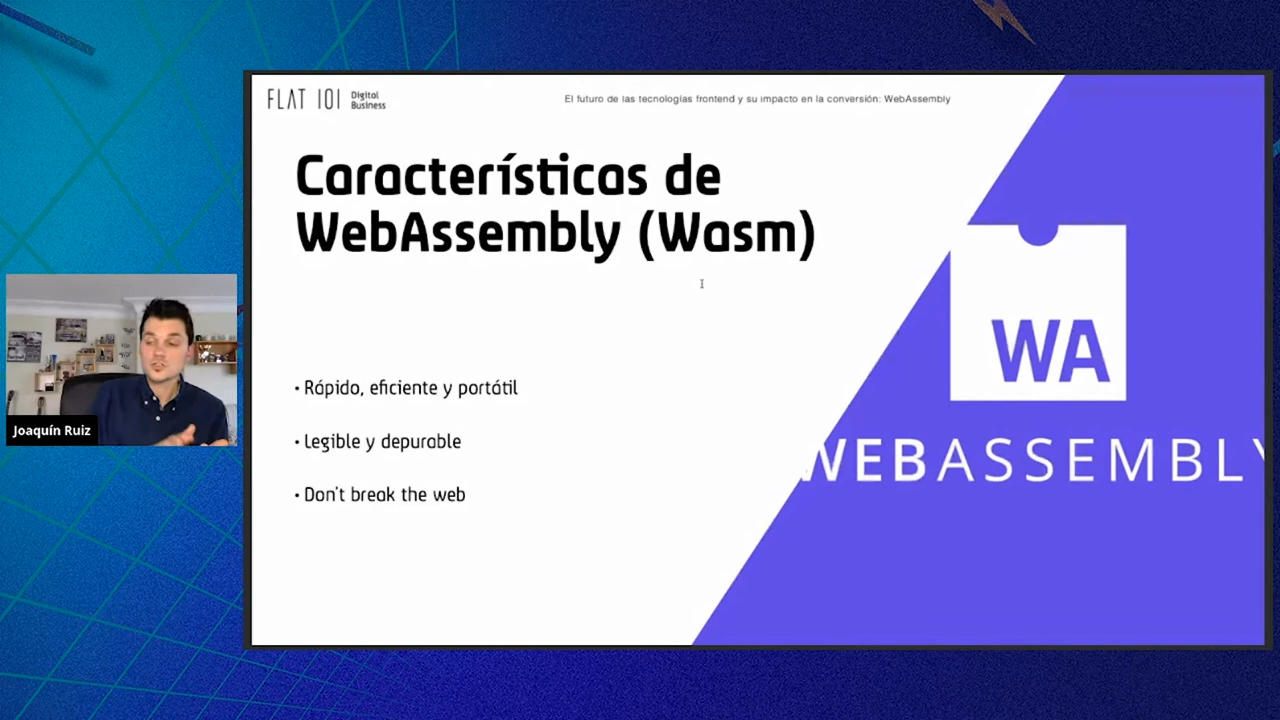 FLAT 101 Digital Business
El futuro de las tecnologías frontend y su impacto en la conversión: WebAssembly
Características de
WebAssembly (Wasm)
• Rápido, eficiente y portátil
• Legible y depurable
• Don't break the web
WA
WEBASSEMBLY
Joaquín Ruiz